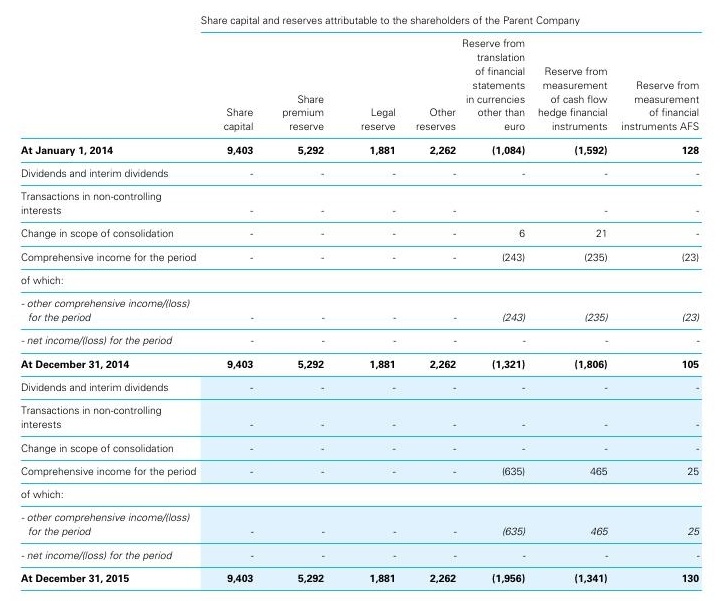 Share capital and reserves attributable to the shareholders of the Parent Company
Share capital | Share premium reserve | Legal reserve | Other reserves | Reserve from translation of financial statements in currencies other than euro | Reserve from measurement of cash flow hedge financial instruments | Reserve from measurement of financial instruments AFS
At January 1, 2014 9,403 5,292 1,881 2,262 (1,084) (1,592) 128
Dividends and interim dividends - - - - - - -
Transactions in non-controlling
interests - - - - - -
Change in scope of consolidation - - - - 6 21 -
Comprehensive income for the period - - - - (243) (235) (23)
of which:
- other comprehensive income/(loss)
for the period - - - - (243) (235) (23)
- net income/(loss) for the period - - - - - - -
At December 31, 2014 9,403 5,292 1,881 2,262 (1,321) (1,806) 105
Dividends and interim dividends - - - - - - -
Transactions in non-controlling
interests - - - - - - -
Change in scope of consolidation - - - - - - -
Comprehensive income for the period - - - - (635) 465 25
of which:
- other comprehensive income/(loss)
for the period - - - - (635) 465 25
- net income/(loss) for the period - - - - - - -
At December 31, 2015 9,403 5,292 1,881 2,262 (1,956) (1,341) 130